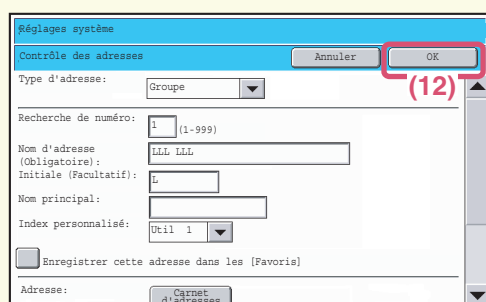 Réglages système
Contrôle des adresses Annuler OK
(12)
Type d'adresse: Groupe
Recherche de numéro: 1 (1-999)
Nom d'adresse LLL LLL
(Obligatoire):
Initiale (Facultatif): L
Nom principal:
Index personnalisé: Util 1
Enregistrer cette adresse dans les [Favoris]
Adresse: Carnet
d'adresses